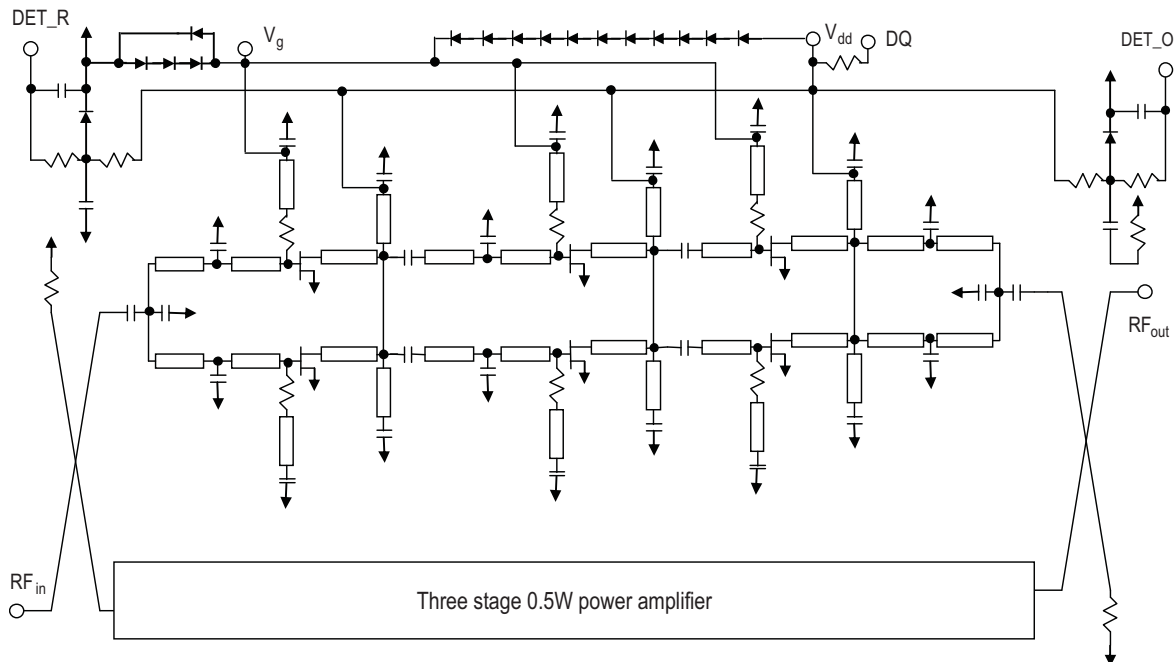 DET_R
Vg
Vdd
DQ
DET_O
RFout
RFin
Three stage 0.5W power amplifier